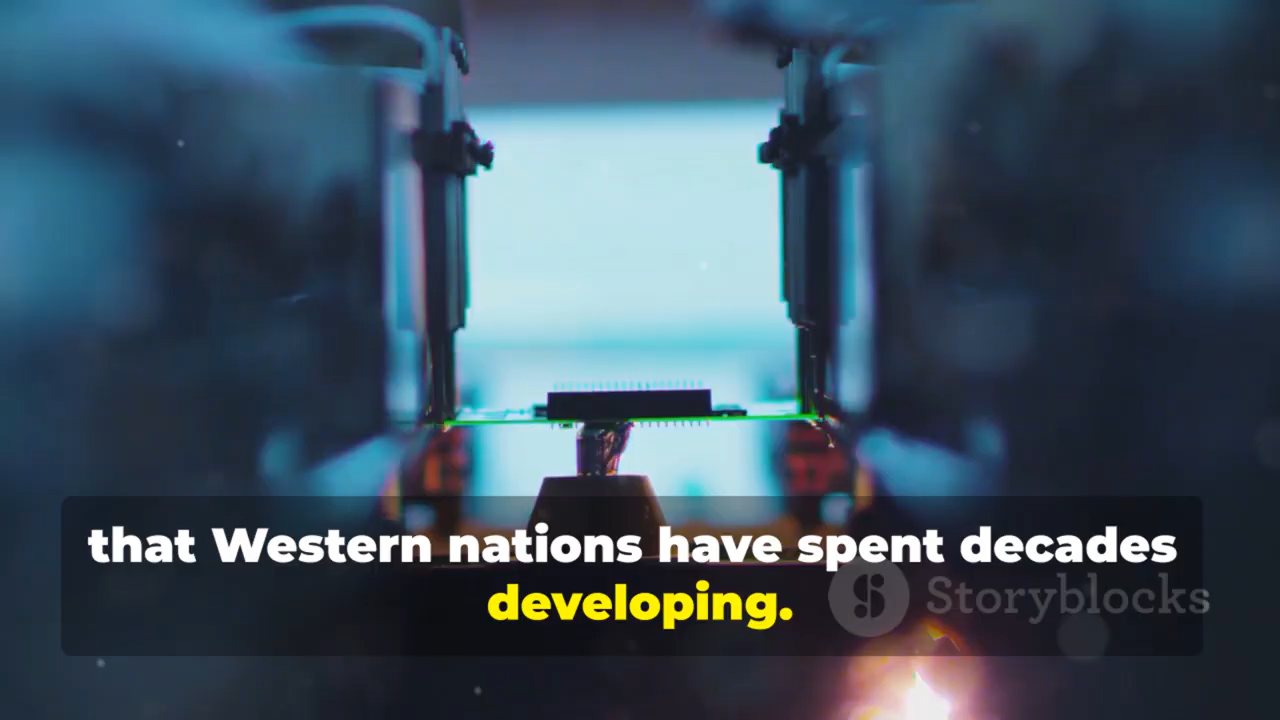 that Western nations have spent decades
developing.
Storyblocks